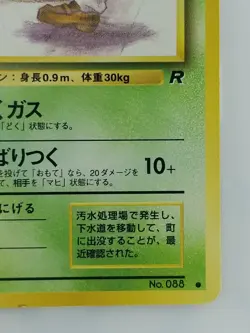 ン：身長0.9m、体重30kg
R
くガス
「どく」状態にする。
ばりつく
を投げて「おもて」なら、20ダメージを
て、相手を「マヒ」状態にする。
10+
にげる
汚水処理場で発生し、
下水道を移動して、町
に出没することが、最
近確認された。
No. 088 ●